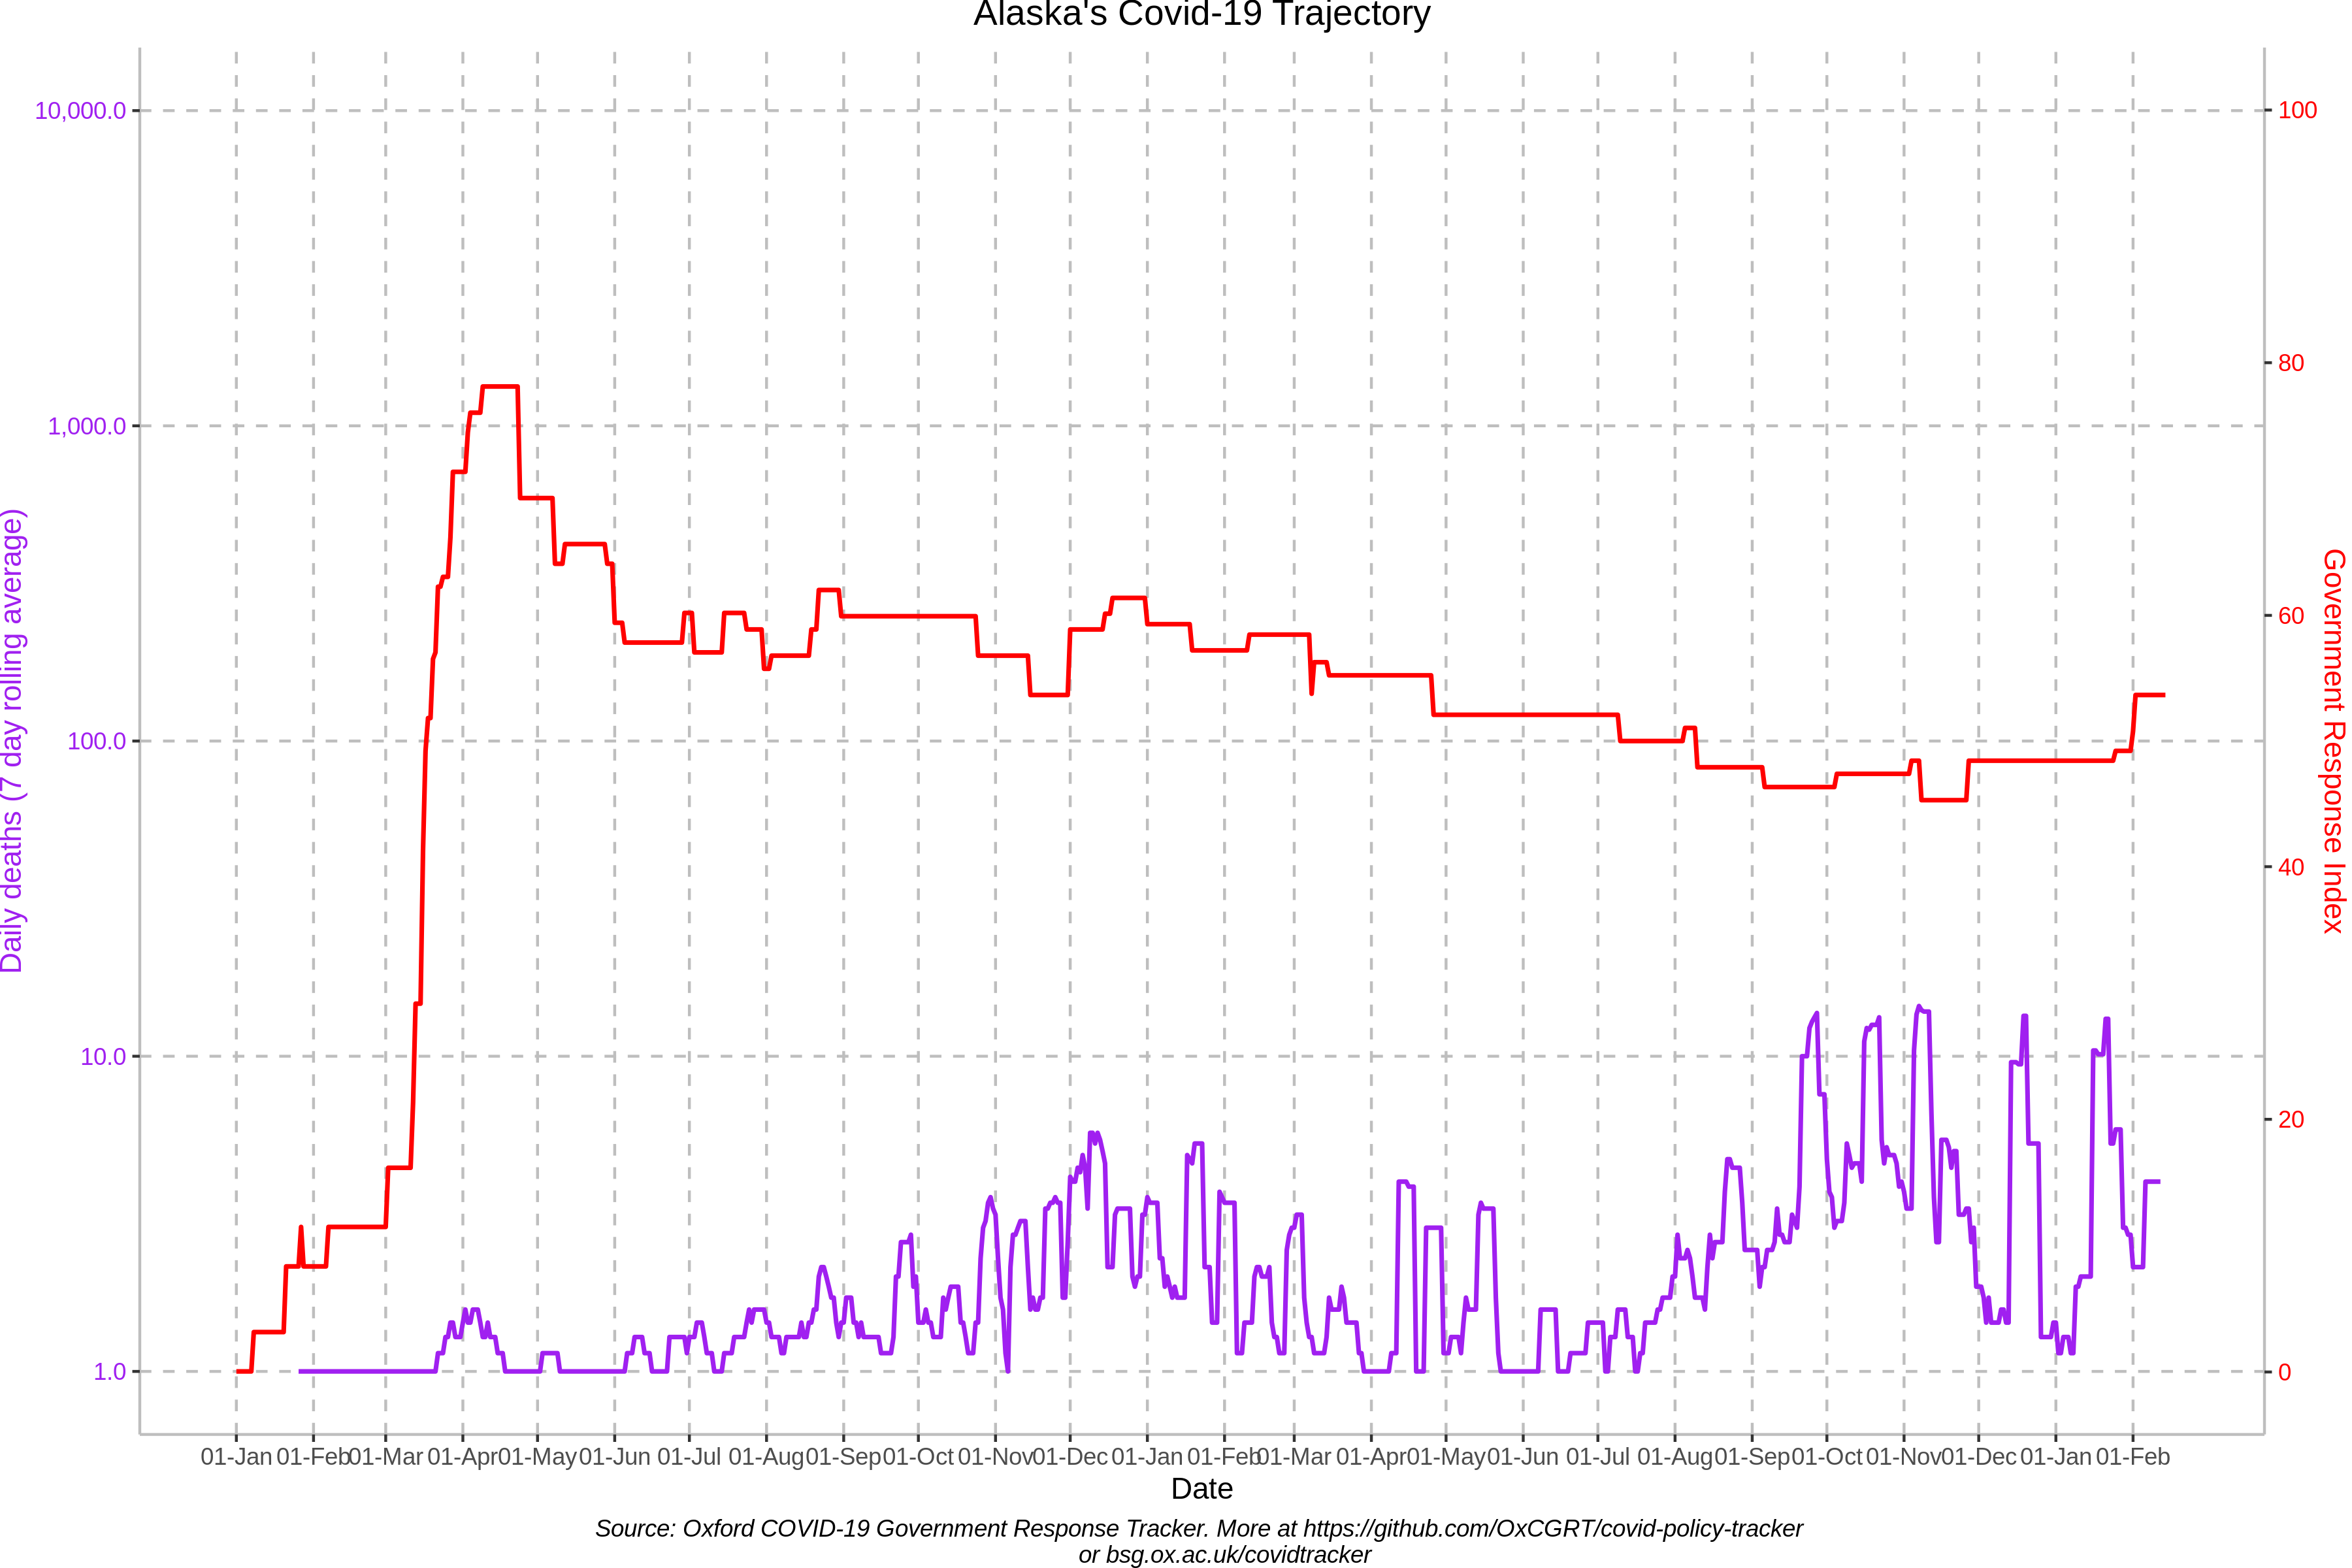 Alaska's Covid-19 Trajectory
10,000.0
1,000.0
100.0
10.0
1.0
Daily deaths (7 day rolling average)
100
80
60
40
20
0
Government Response Index
01-Jan 01-Feb 01-Mar 01-Apr 01-May 01-Jun 01-Jul 01-Aug 01-Sep 01-Oct 01-Nov 01-Dec 01-Jan 01-Feb 01-Mar 01-Apr 01-May 01-Jun 01-Jul 01-Aug 01-Sep 01-Oct 01-Nov 01-Dec 01-Jan 01-Feb
Date
Source: Oxford COVID-19 Government Response Tracker. More at https://github.com/OxCGRT/covid-policy-tracker
or bsg.ox.ac.uk/covidtracker